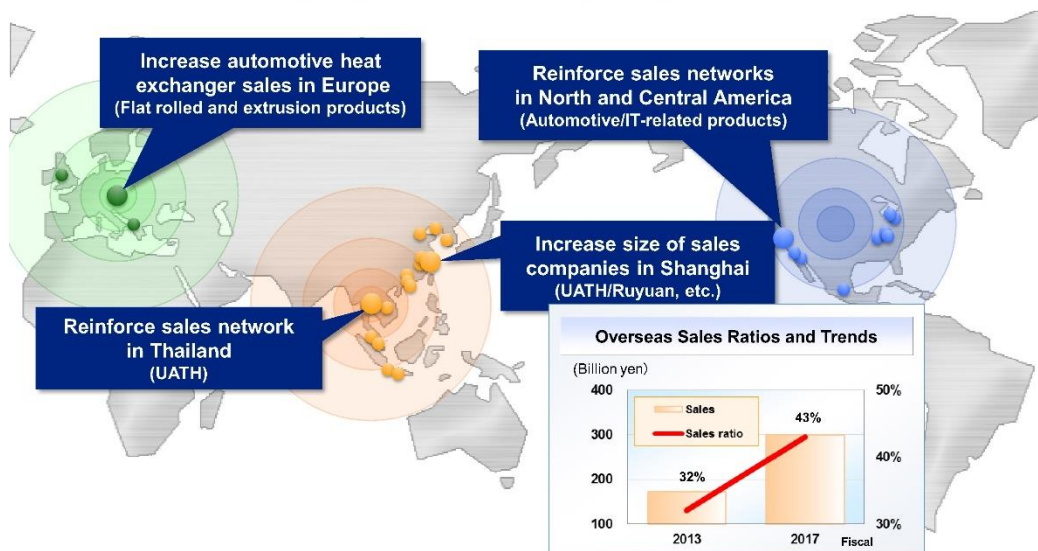 Increase automotive heat
exchanger sales in Europe
(Flat rolled and extrusion products)
Reinforce sales networks
in North and Central America
(Automotive/IT-related products)
Increase size of sales
companies in Shanghai
(UATH/Ruyuan, etc.)
Reinforce sales network
in Thailand
(UATH)
Overseas Sales Ratios and Trends
(Billion yen)
400
300
200
100
50%
40%
30%
Sales
Sales ratio
32%
43%
2013
2017
Fiscal